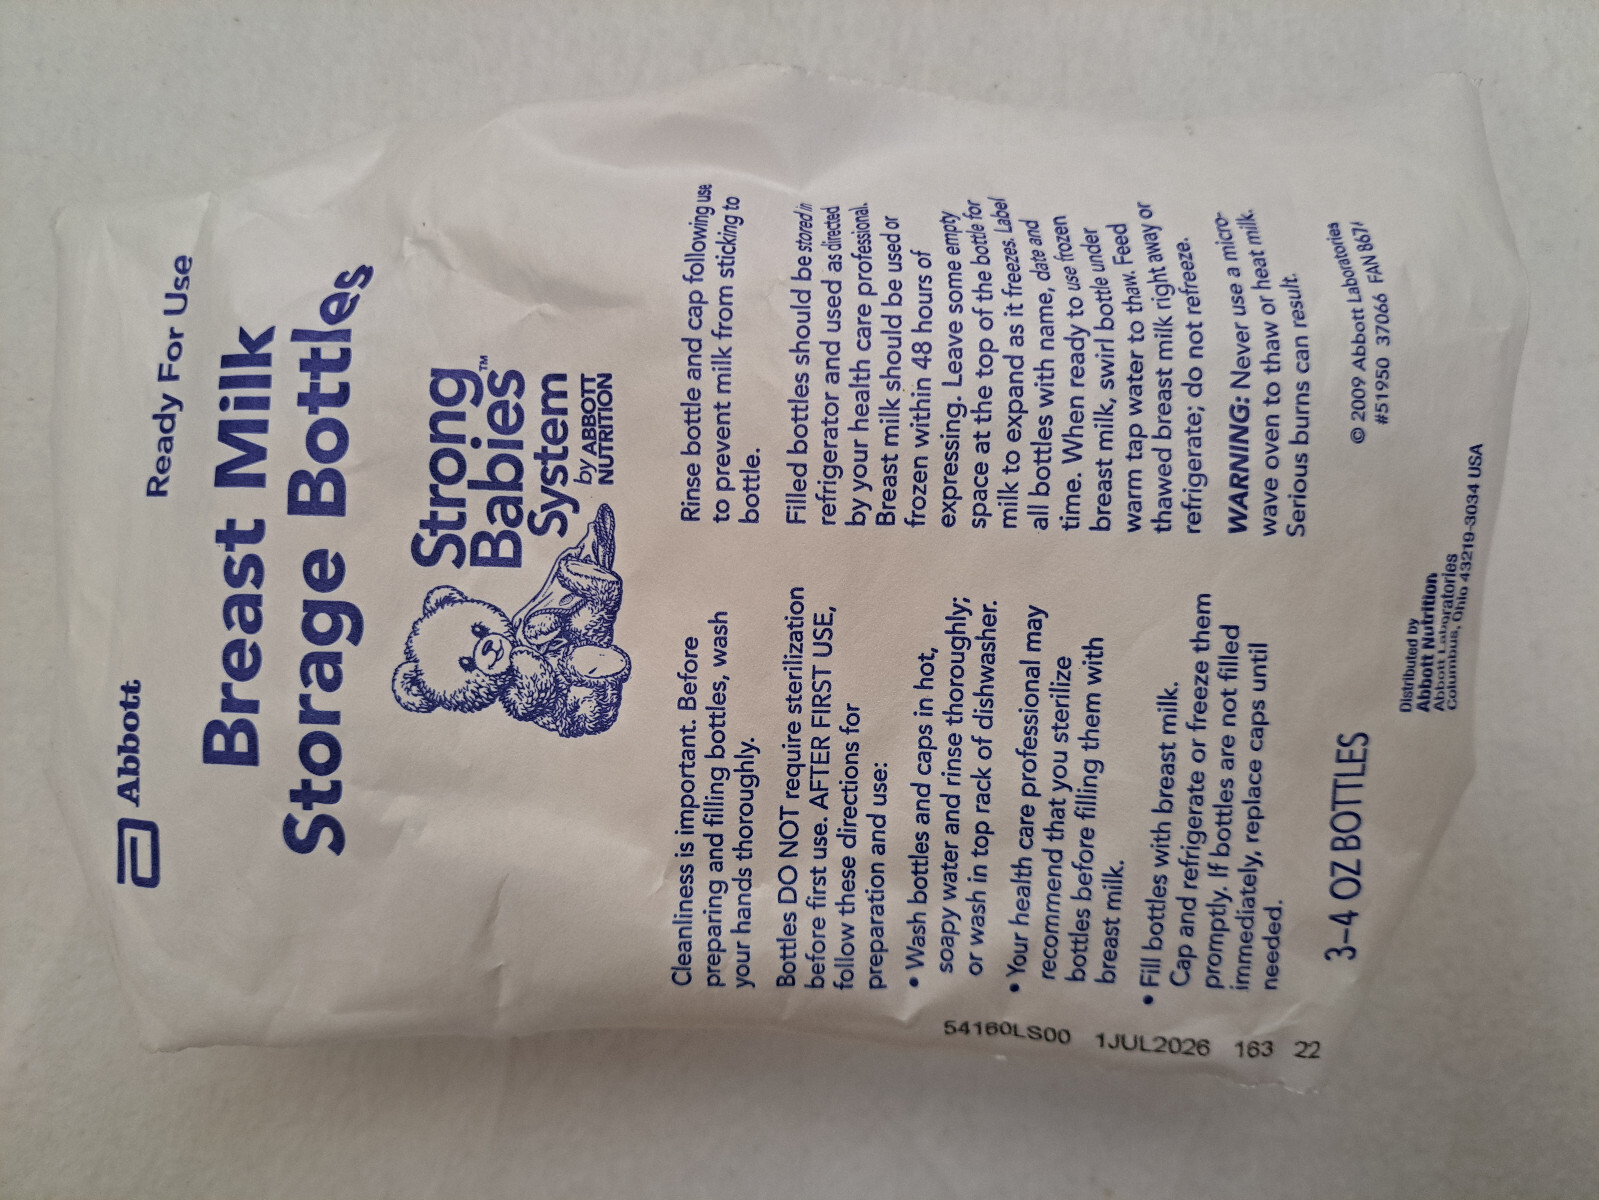 Abbott
Ready For Use
Breast Milk
Storage Bottles
Strong
Babies™
System
by ABBOTT
NUTRITION
Cleanliness is important. Before
preparing and filling bottles, wash
your hands thoroughly.
Bottles DO NOT require sterilization
before first use. AFTER FIRST USE,
follow these directions for
preparation and use:
• Wash bottles and caps in hot,
soapy water and rinse thoroughly;
or wash in top rack of dishwasher.
• Your health care professional may
recommend that you sterilize
bottles before filling them with
breast milk.
• Fill bottles with breast milk.
Cap and refrigerate or freeze them
promptly. If bottles are not filled
immediately, replace caps until
needed.
Rinse bottle and cap following use
to prevent milk from sticking to
bottle.
Filled bottles should be stored in
refrigerator and used as directed
by your health care professional.
Breast milk should be used or
frozen within 48 hours of
expressing. Leave some empty
space at the top of the bottle for
milk to expand as it freezes. Label
all bottles with name, date and
time. When ready to use frozen
breast milk, swirl bottle under
warm tap water to thaw. Feed
thawed breast milk right away or
refrigerate; do not refreeze.
WARNING: Never use a micro-
wave oven to thaw or heat milk.
Serious burns can result.
3–4 OZ BOTTLES
© 2009 Abbott Laboratories
#51950 37066 FAN 867
Distributed by
Abbott Nutrition
Abbott Laboratories
Columbus, Ohio 43219-3034 USA
54160LS00 1JUL2026 163 22